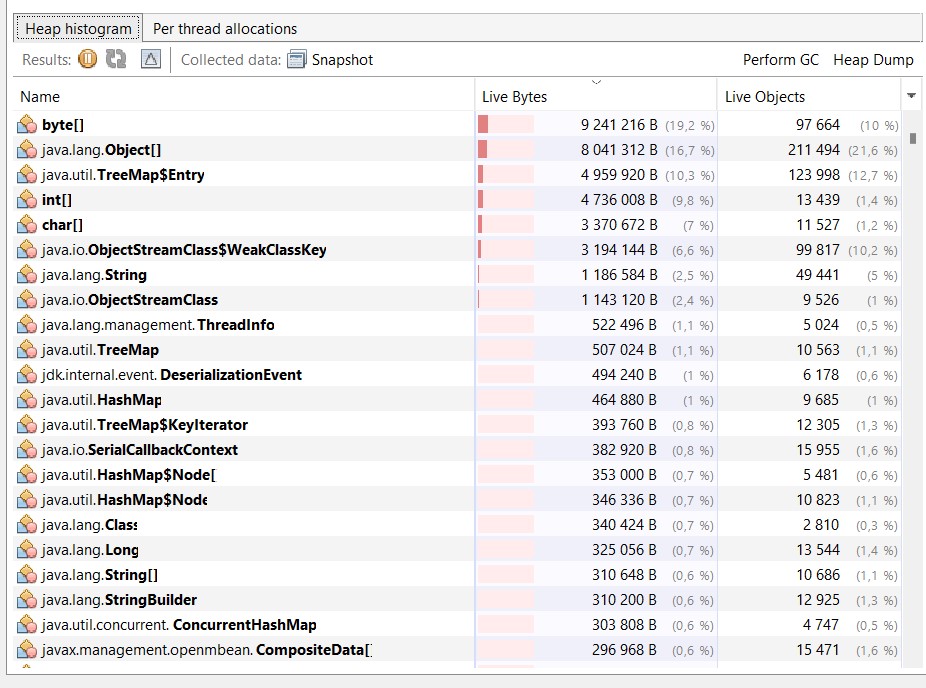 Heap histogram Per thread allocations
Results: Collected data: Snapshot Perform GC Heap Dump
Name Live Bytes Live Objects
byte[] 9 241 216 B (19,2 %) 97 664 (10 %)
java.lang.Object[] 8 041 312 B (16,7 %) 211 494 (21,6 %)
java.util.TreeMap$Entry 4 959 920 B (10,3 %) 123 998 (12,7 %)
int[] 4 736 008 B (9,8 %) 13 439 (1,4 %)
char[] 3 370 672 B (7 %) 11 527 (1,2 %)
java.io.ObjectStreamClass$WeakClassKey 3 194 144 B (6,6 %) 99 817 (10,2 %)
java.lang.String 1 186 584 B (2,5 %) 49 441 (5 %)
java.io.ObjectStreamClass 1 143 120 B (2,4 %) 9 526 (1 %)
java.lang.management.ThreadInfo 522 496 B (1,1 %) 5 024 (0,5 %)
java.util.TreeMap 507 024 B (1,1 %) 10 563 (1,1 %)
jdk.internal.event.DeserializationEvent 494 240 B (1 %) 6 178 (0,6 %)
java.util.HashMap 464 880 B (1 %) 9 685 (1 %)
java.util.TreeMap$KeyIterator 393 760 B (0,8 %) 12 305 (1,3 %)
java.io.SerialCallbackContext 382 920 B (0,8 %) 15 955 (1,6 %)
java.util.HashMap$Node[ 353 000 B (0,7 %) 5 481 (0,6 %)
java.util.HashMap$Node 346 336 B (0,7 %) 10 823 (1,1 %)
java.lang.Class 340 424 B (0,7 %) 2 810 (0,3 %)
java.lang.Long 325 056 B (0,7 %) 13 544 (1,4 %)
java.lang.String[] 310 648 B (0,6 %) 10 686 (1,1 %)
java.lang.StringBuilder 310 200 B (0,6 %) 12 925 (1,3 %)
java.util.concurrent.ConcurrentHashMap 303 808 B (0,6 %) 4 747 (0,5 %)
javax.management.openmbean.CompositeData[] 296 968 B (0,6 %) 15 471 (1,6 %)